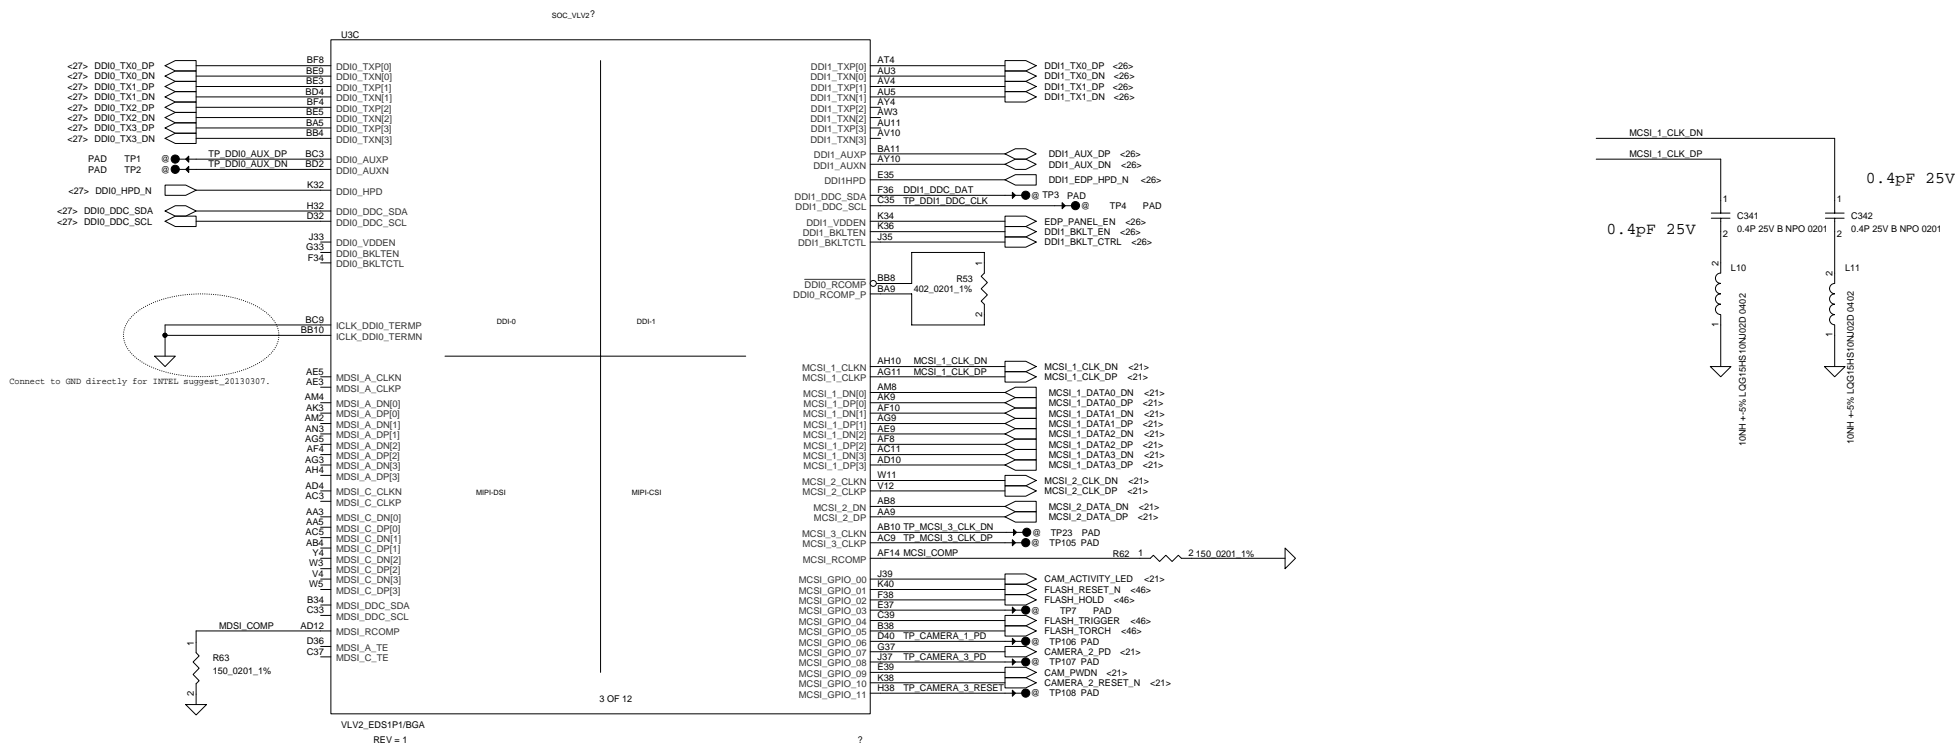 SOC_VLV2?
U3C
<27> DDI0_TX0_DP BF8 DDI0_TXP[0]
<27> DDI0_TX0_DN BE9 DDI0_TXN[0]
<27> DDI0_TX1_DP BE3 DDI0_TXP[1]
<27> DDI0_TX1_DN BD4 DDI0_TXN[1]
<27> DDI0_TX2_DP BF4 DDI0_TXP[2]
<27> DDI0_TX2_DN BE5 DDI0_TXN[2]
<27> DDI0_TX3_DP BA5 DDI0_TXP[3]
<27> DDI0_TX3_DN BB4 DDI0_TXN[3]
PAD TP1 @ TP_DDI0_AUX_DP BC3 DDI0_AUXP
PAD TP2 @ TP_DDI0_AUX_DN BD2 DDI0_AUXN
<27> DDI0_HPD_N K32 DDI0_HPD
<27> DDI0_DDC_SDA H32 DDI0_DDC_SDA
<27> DDI0_DDC_SCL D32 DDI0_DDC_SCL
J33 DDI0_VDDEN
G33 DDI0_BKLTEN
F34 DDI0_BKLTCTL
BC9 ICLK_DDI0_TERMP
BB10 ICLK_DDI0_TERMN
Connect to GND directly for INTEL suggest_20130307.
AE5 MDSI_A_CLKN
AE3 MDSI_A_CLKP
AM4 MDSI_A_DN[0]
AK3 MDSI_A_DP[0]
AM2 MDSI_A_DN[1]
AN3 MDSI_A_DP[1]
AG5 MDSI_A_DN[2]
AF4 MDSI_A_DP[2]
AG3 MDSI_A_DN[3]
AH4 MDSI_A_DP[3]
AD4 MDSI_C_CLKN
AC3 MDSI_C_CLKP
AA3 MDSI_C_DN[0]
AA5 MDSI_C_DP[0]
AC5 MDSI_C_DN[1]
AB4 MDSI_C_DP[1]
Y4 MDSI_C_DN[2]
W3 MDSI_C_DP[2]
V4 MDSI_C_DN[3]
W5 MDSI_C_DP[3]
B34 MDSI_DDC_SDA
C33 MDSI_DDC_SCL
MDSI_COMP AD12 MDSI_RCOMP
D36 MDSI_A_TE
C37 MDSI_C_TE
1
R63
150_0201_1%
2
DDI-0 DDI-1
MIPI-DSI MIPI-CSI
3 OF 12
VLV2_EDS1P1/BGA
REV = 1
?
DDI1_TXP[0] AT4 DDI1_TX0_DP <26>
DDI1_TXN[0] AU3 DDI1_TX0_DN <26>
DDI1_TXP[1] AV4 DDI1_TX1_DP <26>
DDI1_TXN[1] AU5 DDI1_TX1_DN <26>
DDI1_TXP[2] AY4
DDI1_TXN[2] AW3
DDI1_TXP[3] AU11
DDI1_TXN[3] AV10
DDI1_AUXP BA11 DDI1_AUX_DP <26>
DDI1_AUXN AY10 DDI1_AUX_DN <26>
DDI1HPD E35 DDI1_EDP_HPD_N <26>
DDI1_DDC_SDA F36 DDI1_DDC_DAT @ TP3 PAD
DDI1_DDC_SCL C35 TP_DDI1_DDC_CLK @ TP4 PAD
DDI1_VDDEN K34 EDP_PANEL_EN <26>
DDI1_BKLTEN K36 DDI1_BKLT_EN <26>
DDI1_BKLTCTL J35 DDI1_BKLT_CTRL <26>
DDI0_RCOMP BB8
DDI0_RCOMP_P BA9
1
R53
402_0201_1%
2
MCSI_1_CLKN AH10 MCSI_1_CLK_DN MCSI_1_CLK_DN <21>
MCSI_1_CLKP AG11 MCSI_1_CLK_DP MCSI_1_CLK_DP <21>
MCSI_1_DN[0] AM8 MCSI_1_DATA0_DN <21>
MCSI_1_DP[0] AK9 MCSI_1_DATA0_DP <21>
MCSI_1_DN[1] AF10 MCSI_1_DATA1_DN <21>
MCSI_1_DP[1] AG9 MCSI_1_DATA1_DP <21>
MCSI_1_DN[2] AE9 MCSI_1_DATA2_DN <21>
MCSI_1_DP[2] AF8 MCSI_1_DATA2_DP <21>
MCSI_1_DN[3] AC11 MCSI_1_DATA3_DN <21>
MCSI_1_DP[3] AD10 MCSI_1_DATA3_DP <21>
MCSI_2_CLKN W11 MCSI_2_CLK_DN <21>
MCSI_2_CLKP V12 MCSI_2_CLK_DP <21>
MCSI_2_DN AB8 MCSI_2_DATA_DN <21>
MCSI_2_DP AA9 MCSI_2_DATA_DP <21>
MCSI_3_CLKN AB10 TP_MCSI_3_CLK_DN @ TP23 PAD
MCSI_3_CLKP AC9 TP_MCSI_3_CLK_DP @ TP105 PAD
MCSI_RCOMP AF14 MCSI_COMP R62 1 2 150_0201_1%
MCSI_GPIO_00 J39 CAM_ACTIVITY_LED <21>
MCSI_GPIO_01 K40 FLASH_RESET_N <46>
MCSI_GPIO_02 F38 FLASH_HOLD <46>
MCSI_GPIO_03 E37 @ TP7 PAD
MCSI_GPIO_04 C39 FLASH_TRIGGER <46>
MCSI_GPIO_05 B38 FLASH_TORCH <46>
MCSI_GPIO_06 D40 TP_CAMERA_1_PD @ TP106 PAD
MCSI_GPIO_07 G37 CAMERA_2_PD <21>
MCSI_GPIO_08 J37 TP_CAMERA_3_PD @ TP107 PAD
MCSI_GPIO_09 E39 CAM_PWDN <21>
MCSI_GPIO_10 K38 CAMERA_2_RESET_N <21>
MCSI_GPIO_11 H38 TP_CAMERA_3_RESET @ TP108 PAD
MCSI_1_CLK_DN
MCSI_1_CLK_DP
0.4pF 25V
1 1
C341 C342
0.4pF 25V
0.4P 25V B NPO 0201 0.4P 25V B NPO 0201
2 2
2 L10 2 L11
1 1
10NH +-5% LQG15HS10NJ02D 0402
10NH +-5% LQG15HS10NJ02D 0402